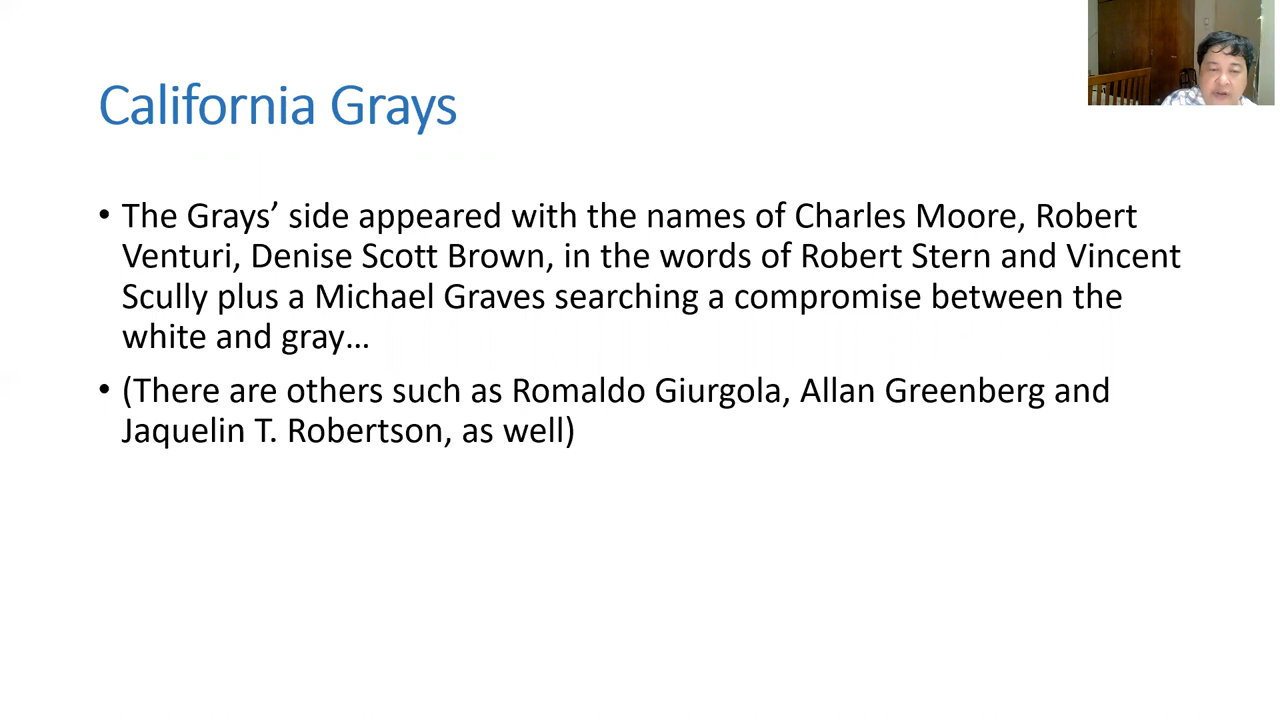 California Grays
• The Grays’ side appeared with the names of Charles Moore, Robert
Venturi, Denise Scott Brown, in the words of Robert Stern and Vincent
Scully plus a Michael Graves searching a compromise between the
white and gray…
• (There are others such as Romaldo Giurgola, Allan Greenberg and
Jaquelin T. Robertson, as well)